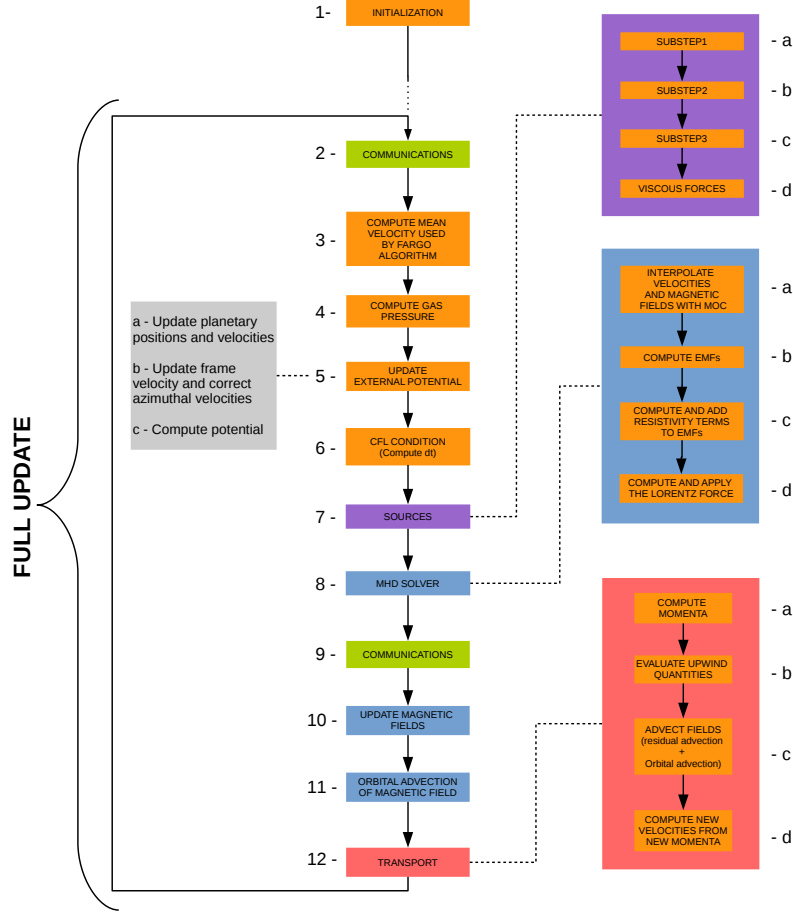 1-
INITIALIZATION
2 -
COMMUNICATIONS
3 -
COMPUTE MEAN
VELOCITY USED
BY FARGO
ALGORITHM
4 -
COMPUTE GAS
PRESSURE
5 -
UPDATE
EXTERNAL POTENTIAL
a - Update planetary
positions and velocities
b - Update frame
velocity and correct
azimuthal velocities
c - Compute potential
6 -
CFL CONDITION
(Compute dt)
7 -
SOURCES
8 -
MHD SOLVER
9 -
COMMUNICATIONS
10 -
UPDATE MAGNETIC
FIELDS
11 -
ORBITAL ADVECTION
OF MAGNETIC FIELD
12 -
TRANSPORT
FULL UPDATE
SUBSTEP1
- a
SUBSTEP2
- b
SUBSTEP3
- c
VISCOUS FORCES
- d
INTERPOLATE
VELOCITIES
AND MAGNETIC
FIELDS WITH MOC
- a
COMPUTE EMFs
- b
COMPUTE AND ADD
RESISTIVITY TERMS
TO EMFs
- c
COMPUTE AND APPLY
THE LORENTZ FORCE
- d
COMPUTE
MOMENTA
- a
EVALUATE UPWIND
QUANTITIES
- b
ADVECT FIELDS
(residual advection
+
Orbital advection)
- c
COMPUTE NEW
VELOCITIES FROM
NEW MOMENTA
- d